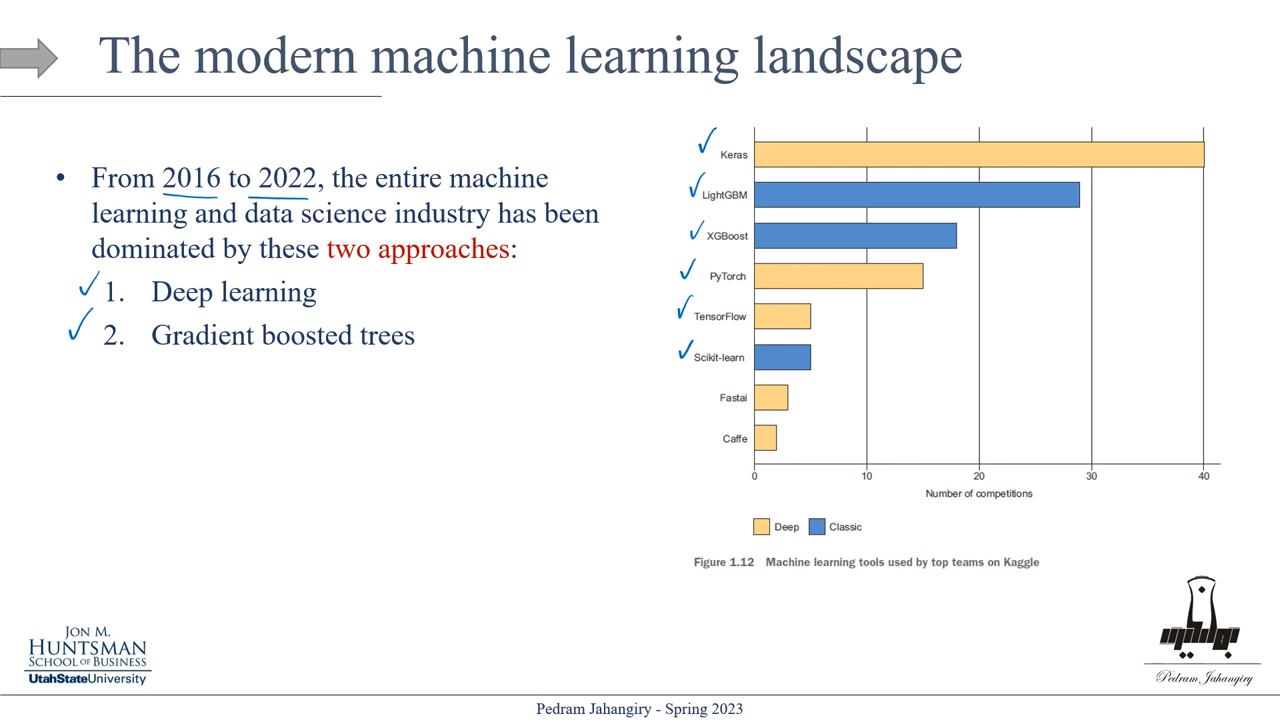 The modern machine learning landscape
• From 2016 to 2022, the entire machine
learning and data science industry has been
dominated by these two approaches:
1. Deep learning
2. Gradient boosted trees
Keras
LightGBM
XGBoost
PyTorch
TensorFlow
Scikit-learn
Fastai
Caffe
0 10 20 30 40
Number of competitions
Deep Classic
Figure 1.12 Machine learning tools used by top teams on Kaggle
JON M.
HUNTSMAN
SCHOOL OF BUSINESS
UtahStateUniversity
Pedram Jahangiry
Pedram Jahangiry - Spring 2023